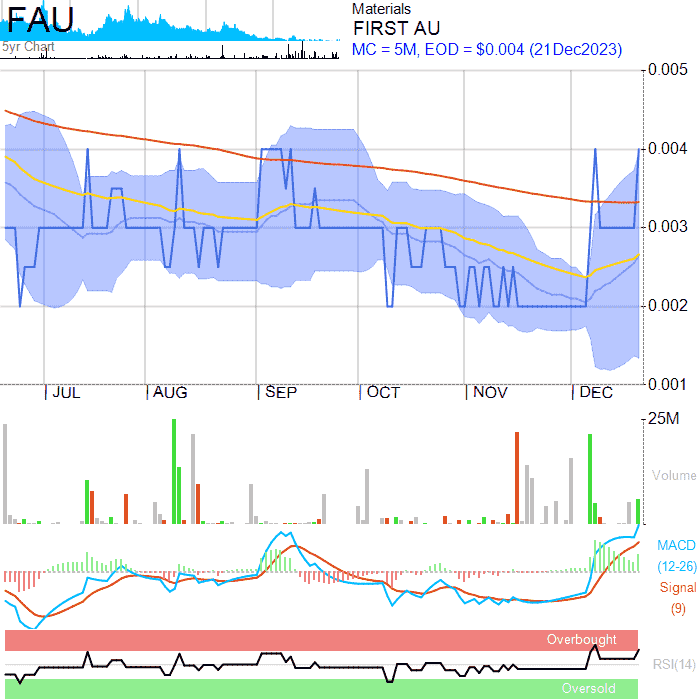 FAU
5yr Chart
Materials
FIRST AU
MC = 5M, EOD = $0.004 (21Dec2023)
0.005
0.004
0.003
0.002
0.001
JUL AUG SEP OCT NOV DEC
25M
Volume
MACD
(12-26)
Signal
(9)
Overbought
RSI(14)
Oversold